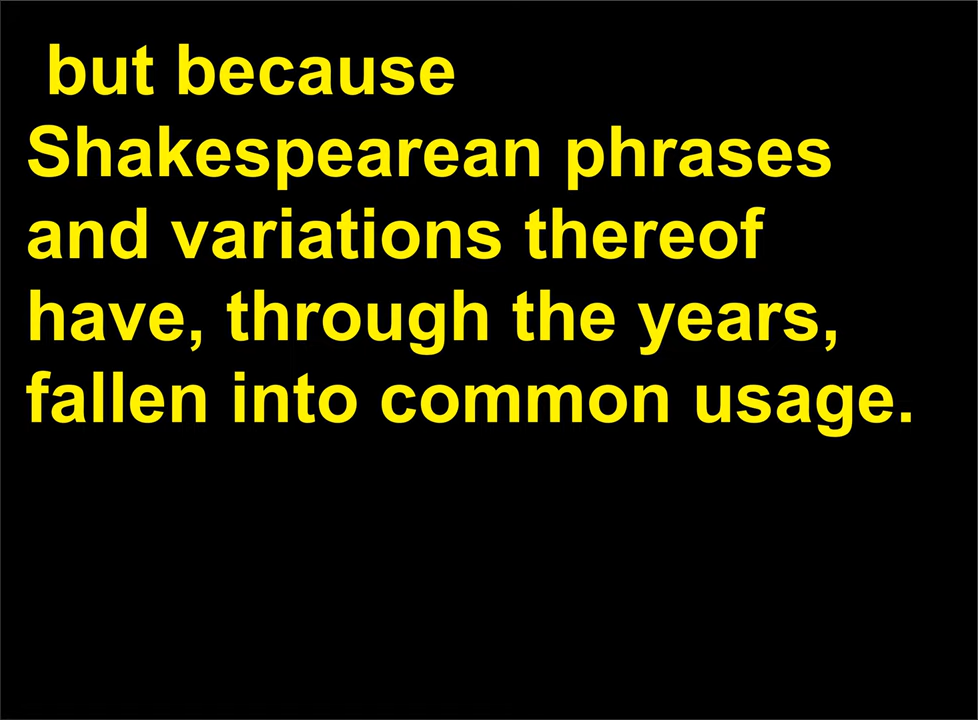 but because
Shakespearean phrases
and variations thereof
have, through the years,
fallen into common usage.